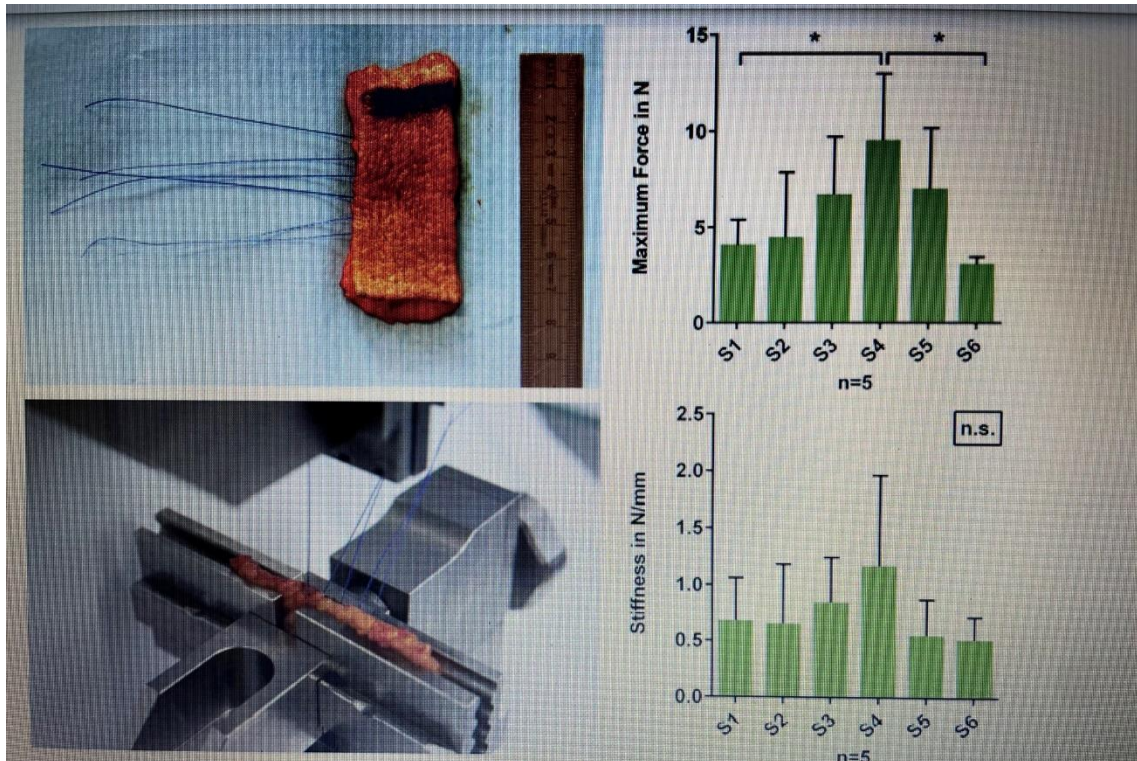 15
*
*
10
5
0
Maximum Force in N
S1
S2
S3
S4
S5
S6
n=5
2.5
n.s.
2.0
1.5
1.0
0.5
0.0
Stiffness in N/mm
S1
S2
S3
S4
S5
S6
n=5